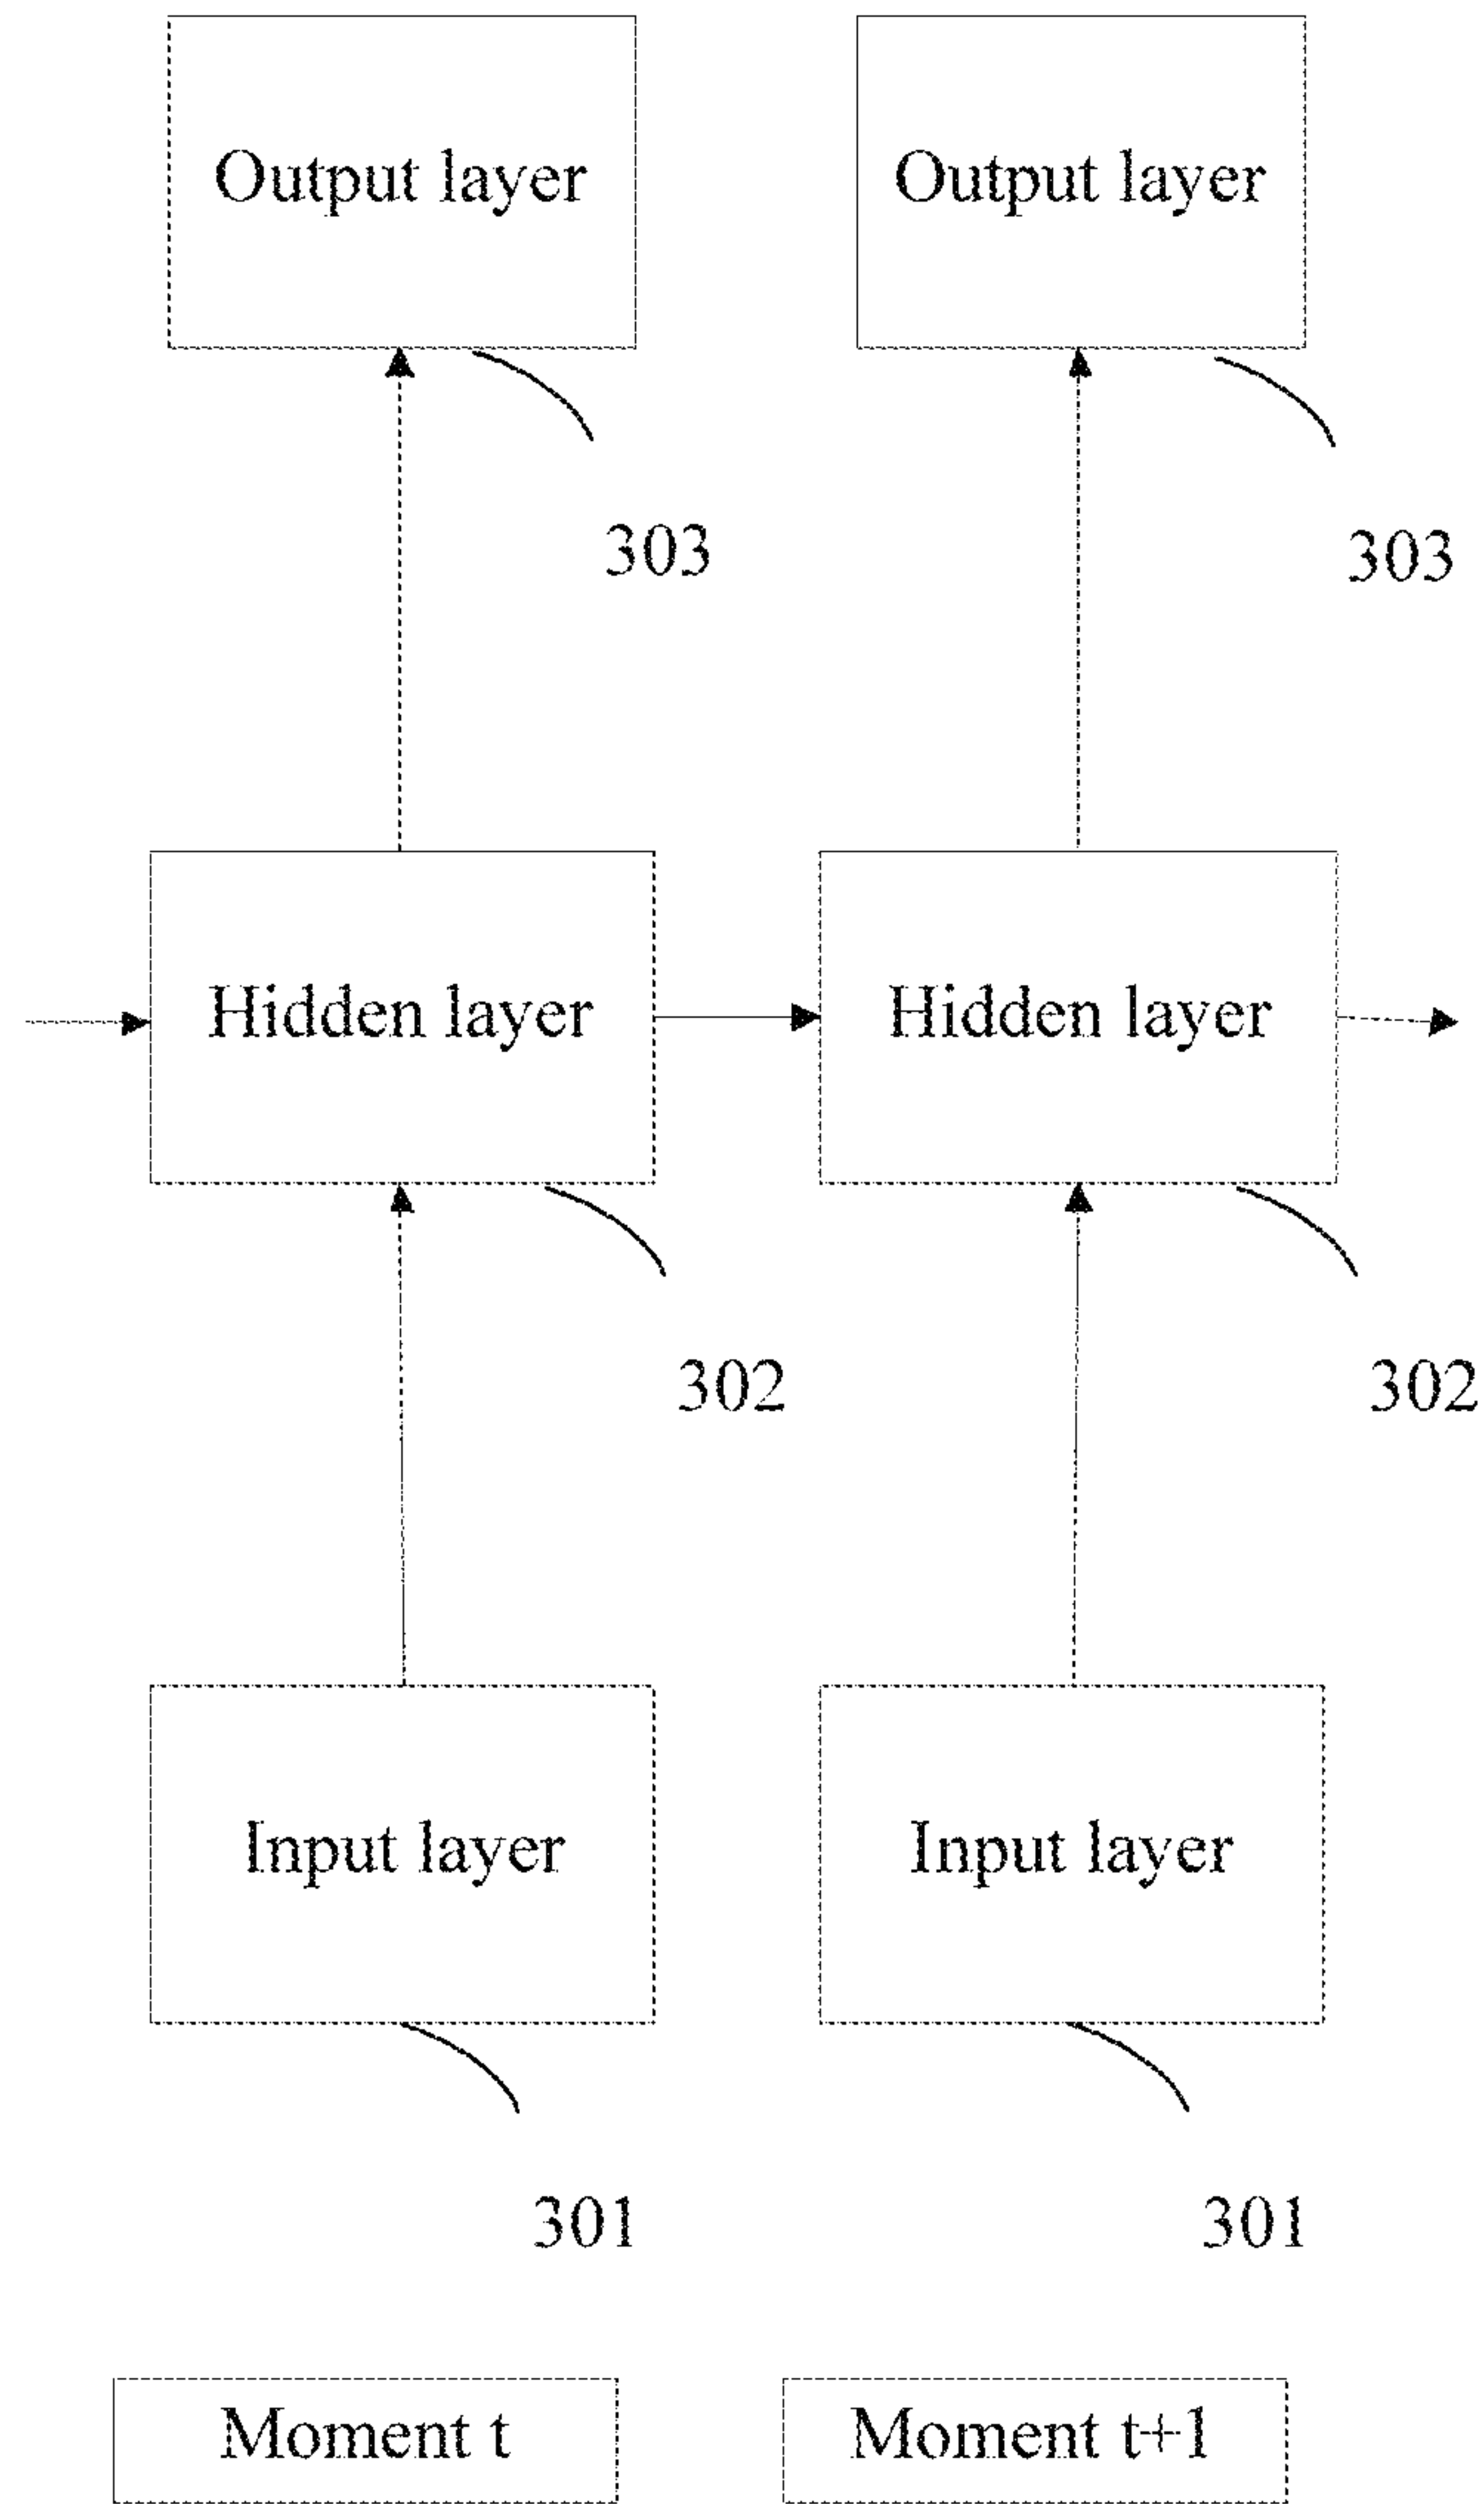 Output layer
Output layer
303
303
Hidden layer
Hidden layer
302
302
Input layer
Input layer
301
301
Moment t
Moment t+1